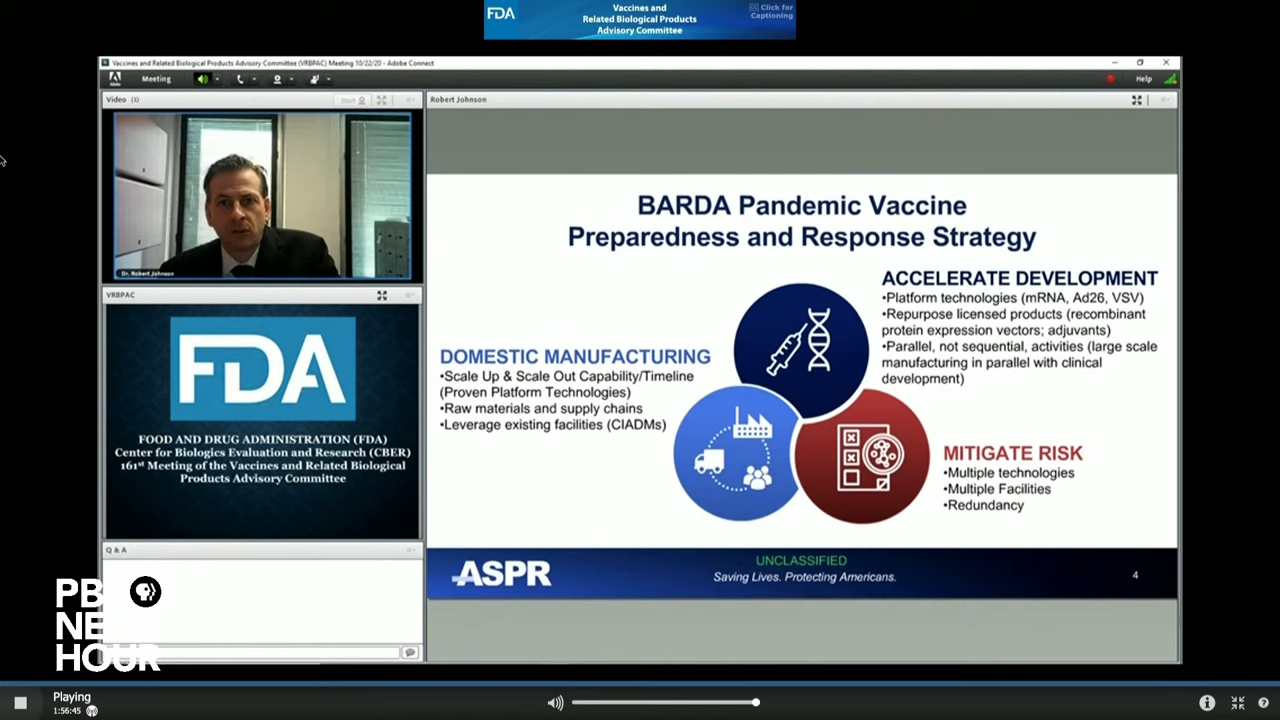 FDA
Vaccines and
Related Biological Products
Advisory Committee
Click for
Captioning
Vaccines and Related Biological Products Advisory Committee (VRBPAC) Meeting 10/22/20 - Adobe Connect
Meeting
Help
Video (3)
Start
Dr. Robert Johnson
VRBPAC
FDA
FOOD AND DRUG ADMINISTRATION (FDA)
Center for Biologics Evaluation and Research (CBER)
161st Meeting of the Vaccines and Related Biological
Products Advisory Committee
Q & A
Robert Johnson
BARDA Pandemic Vaccine
Preparedness and Response Strategy
ACCELERATE DEVELOPMENT
•Platform technologies (mRNA, Ad26, VSV)
•Repurpose licensed products (recombinant
protein expression vectors; adjuvants)
•Parallel, not sequential, activities (large scale
manufacturing in parallel with clinical
development)
DOMESTIC MANUFACTURING
•Scale Up & Scale Out Capability/Timeline
(Proven Platform Technologies)
•Raw materials and supply chains
•Leverage existing facilities (CIADMs)
MITIGATE RISK
•Multiple technologies
•Multiple Facilities
•Redundancy
ASPR
UNCLASSIFIED
Saving Lives. Protecting Americans.
4
PB
NE
HOUR
Playing
1:56:45